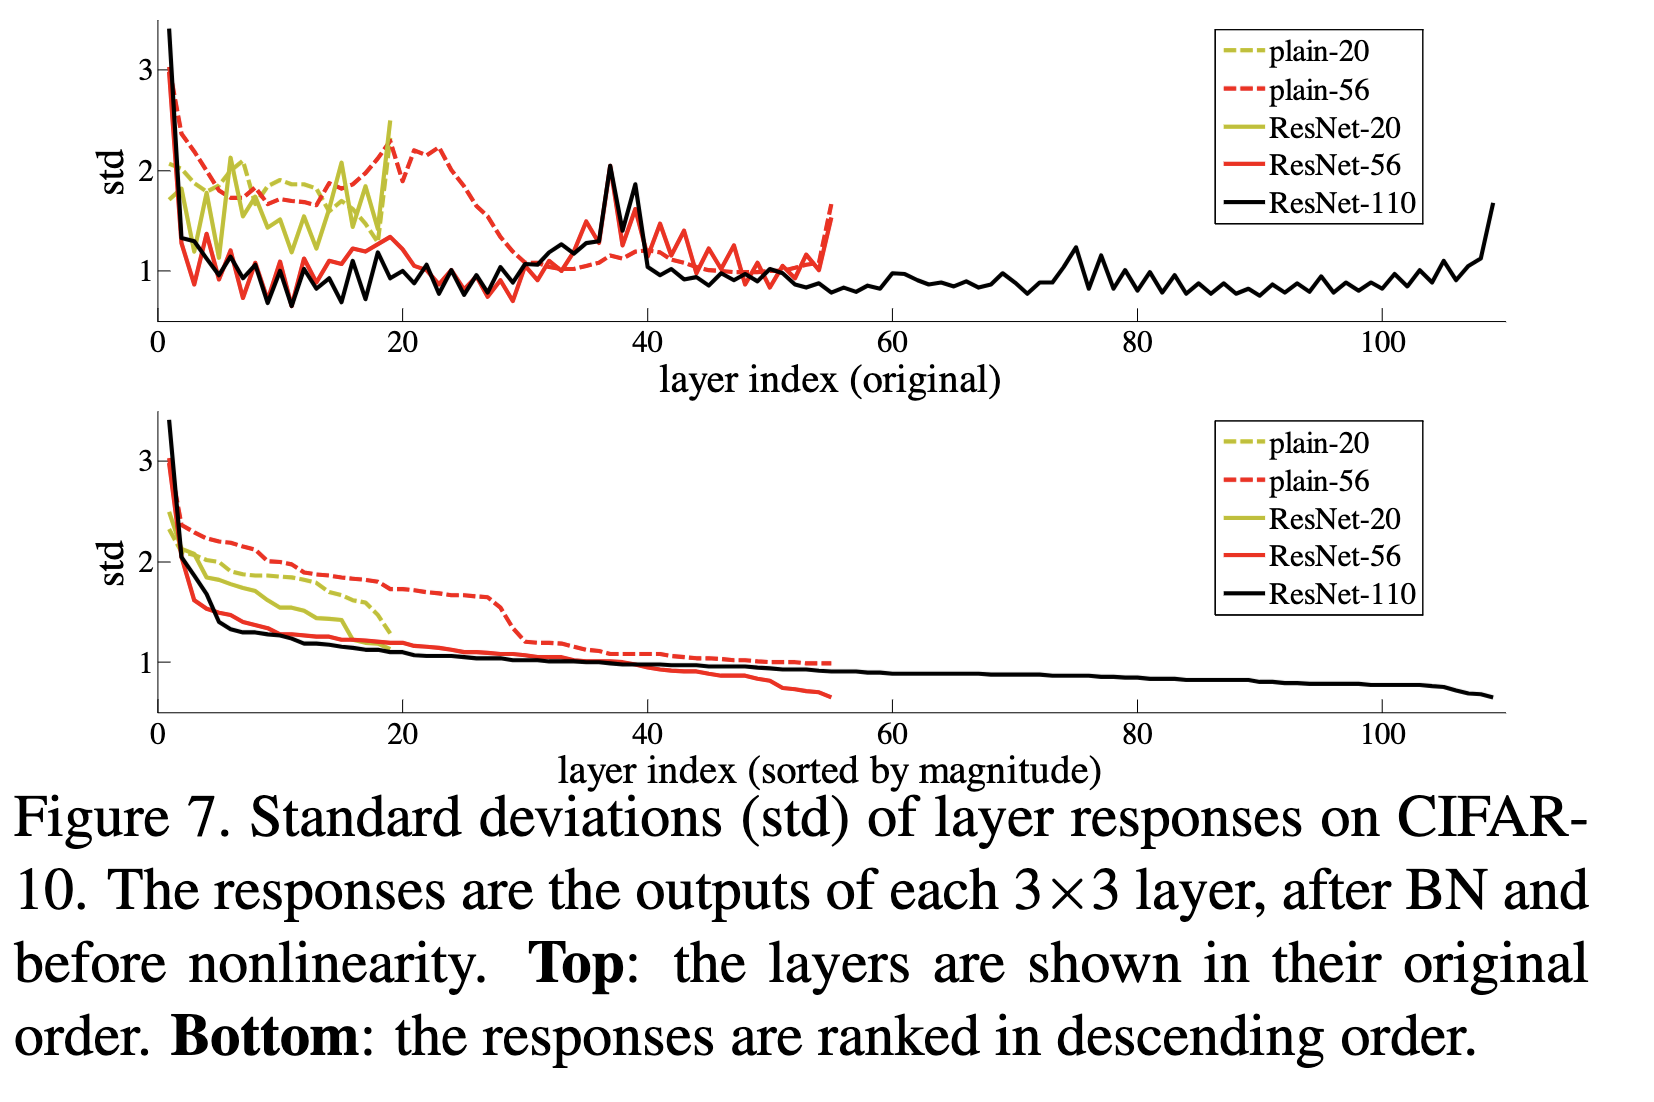 3
2
1
std
0 20 40 60 80 100
layer index (original)
plain-20
plain-56
ResNet-20
ResNet-56
ResNet-110
3
2
1
std
0 20 40 60 80 100
layer index (sorted by magnitude)
plain-20
plain-56
ResNet-20
ResNet-56
ResNet-110
Figure 7. Standard deviations (std) of layer responses on CIFAR-
10. The responses are the outputs of each 3×3 layer, after BN and
before nonlinearity. Top: the layers are shown in their original
order. Bottom: the responses are ranked in descending order.